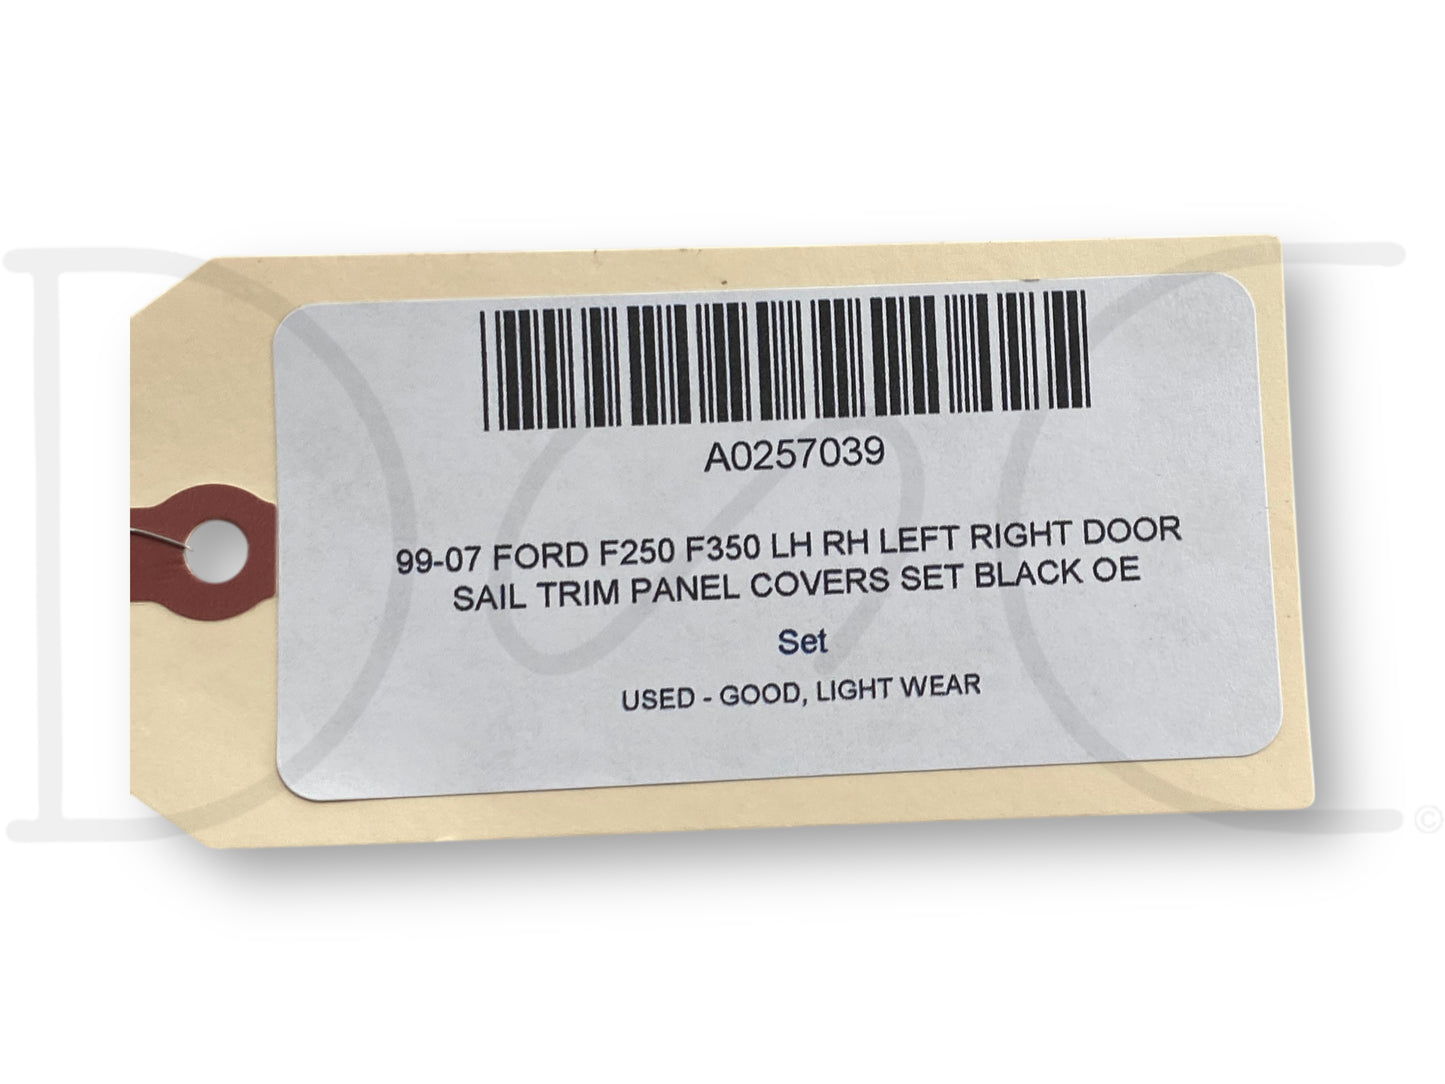 A0257039
99-07 FORD F250 F350 LH RH LEFT RIGHT DOOR
SAIL TRIM PANEL COVERS SET BLACK OE
Set
USED - GOOD, LIGHT WEAR
©